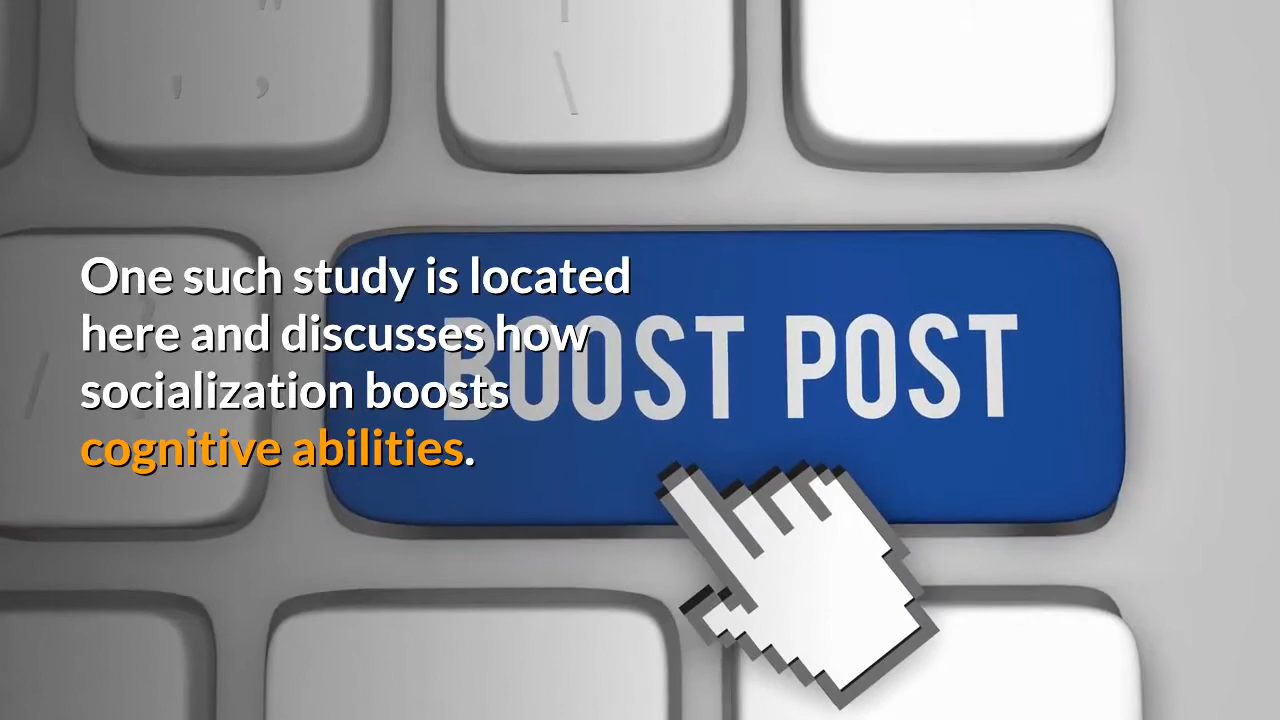 " |
' , \
One such study is located
here and discusses how
socialization boosts
cognitive abilities.
BOOST POST
/ ?